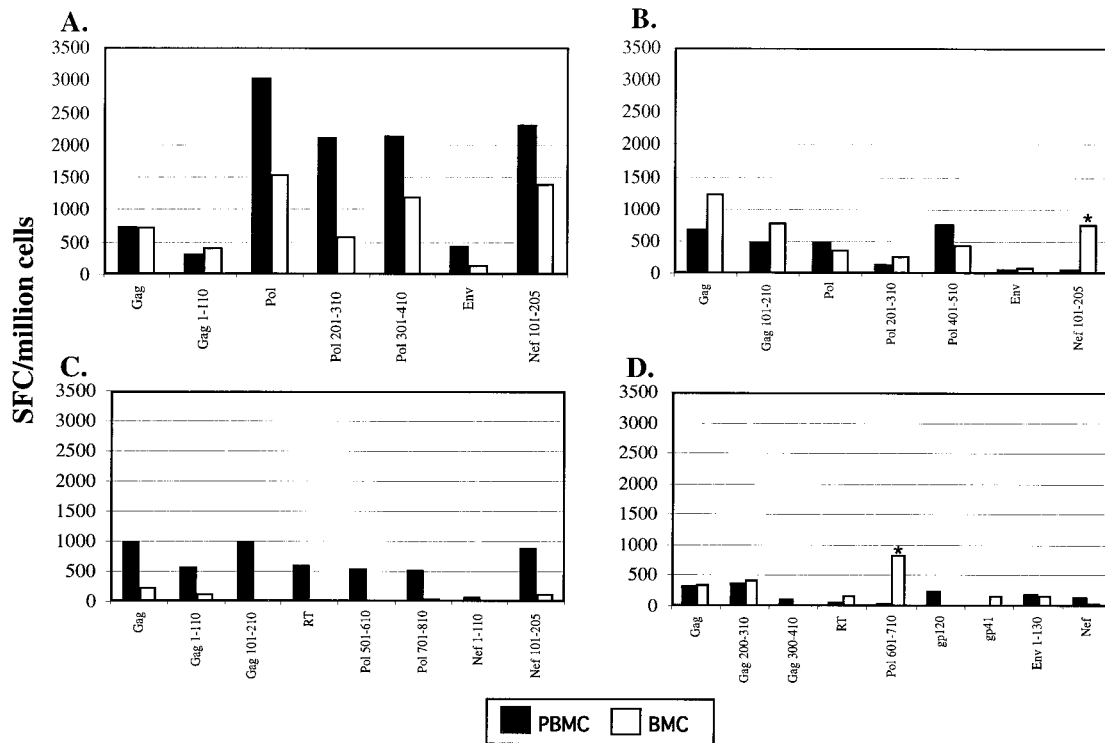 A.
3500
3000
2500
2000
1500
1000
500
0
Gag
Gag 1-110
Pol
Pol 201-310
Pol 301-410
Env
Nef 101-205
B.
3500
3000
2500
2000
1500
1000
500
0
*
Gag
Gag 101-210
Pol
Pol 201-310
Pol 401-510
Env
Nef 101-205
SFC/million cells
C.
3500
3000
2500
2000
1500
1000
500
0
Gag
Gag 1-110
Gag 101-210
RT
Pol 501-610
Pol 701-810
Nef 1-110
Nef 101-205
D.
3500
3000
2500
2000
1500
1000
500
0
*
Gag
Gag 200-310
Gag 300-410
RT
Pol 601-710
gp120
gp41
Env 1-130
Nef
PBMC
BMC